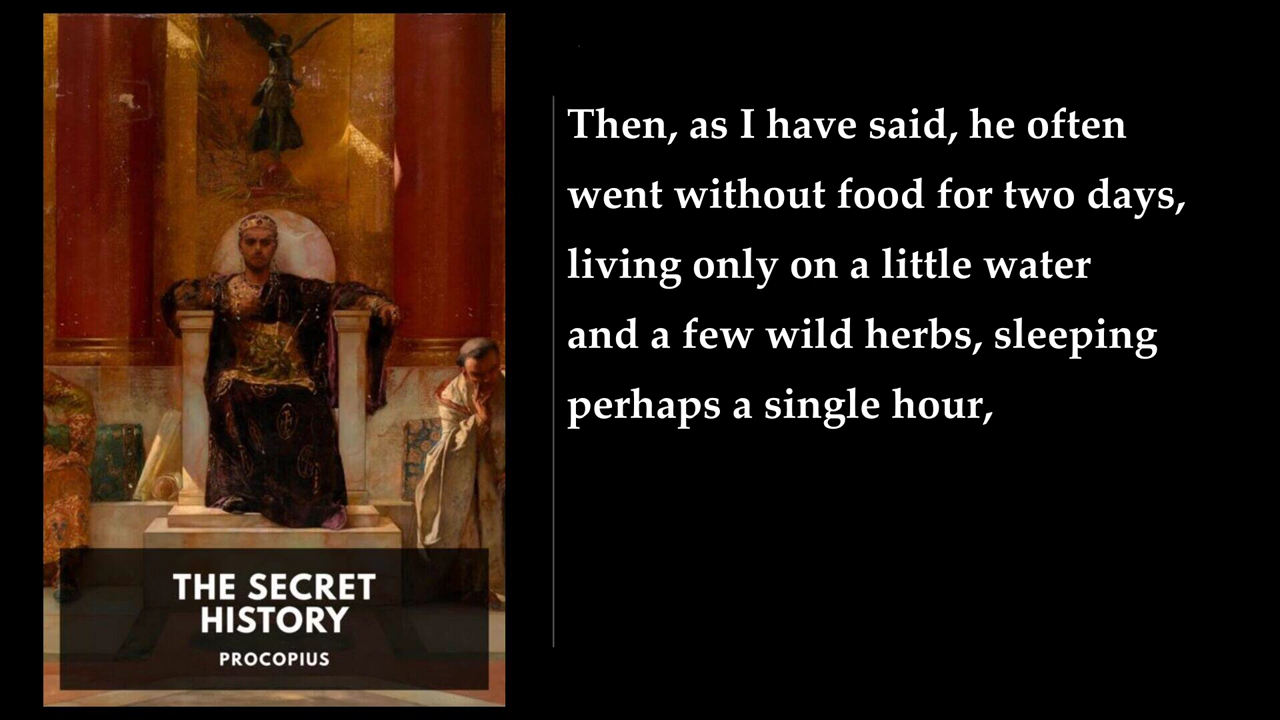 THE SECRET
HISTORY
PROCOPIUS
Then, as I have said, he often
went without food for two days,
living only on a little water
and a few wild herbs, sleeping
perhaps a single hour,